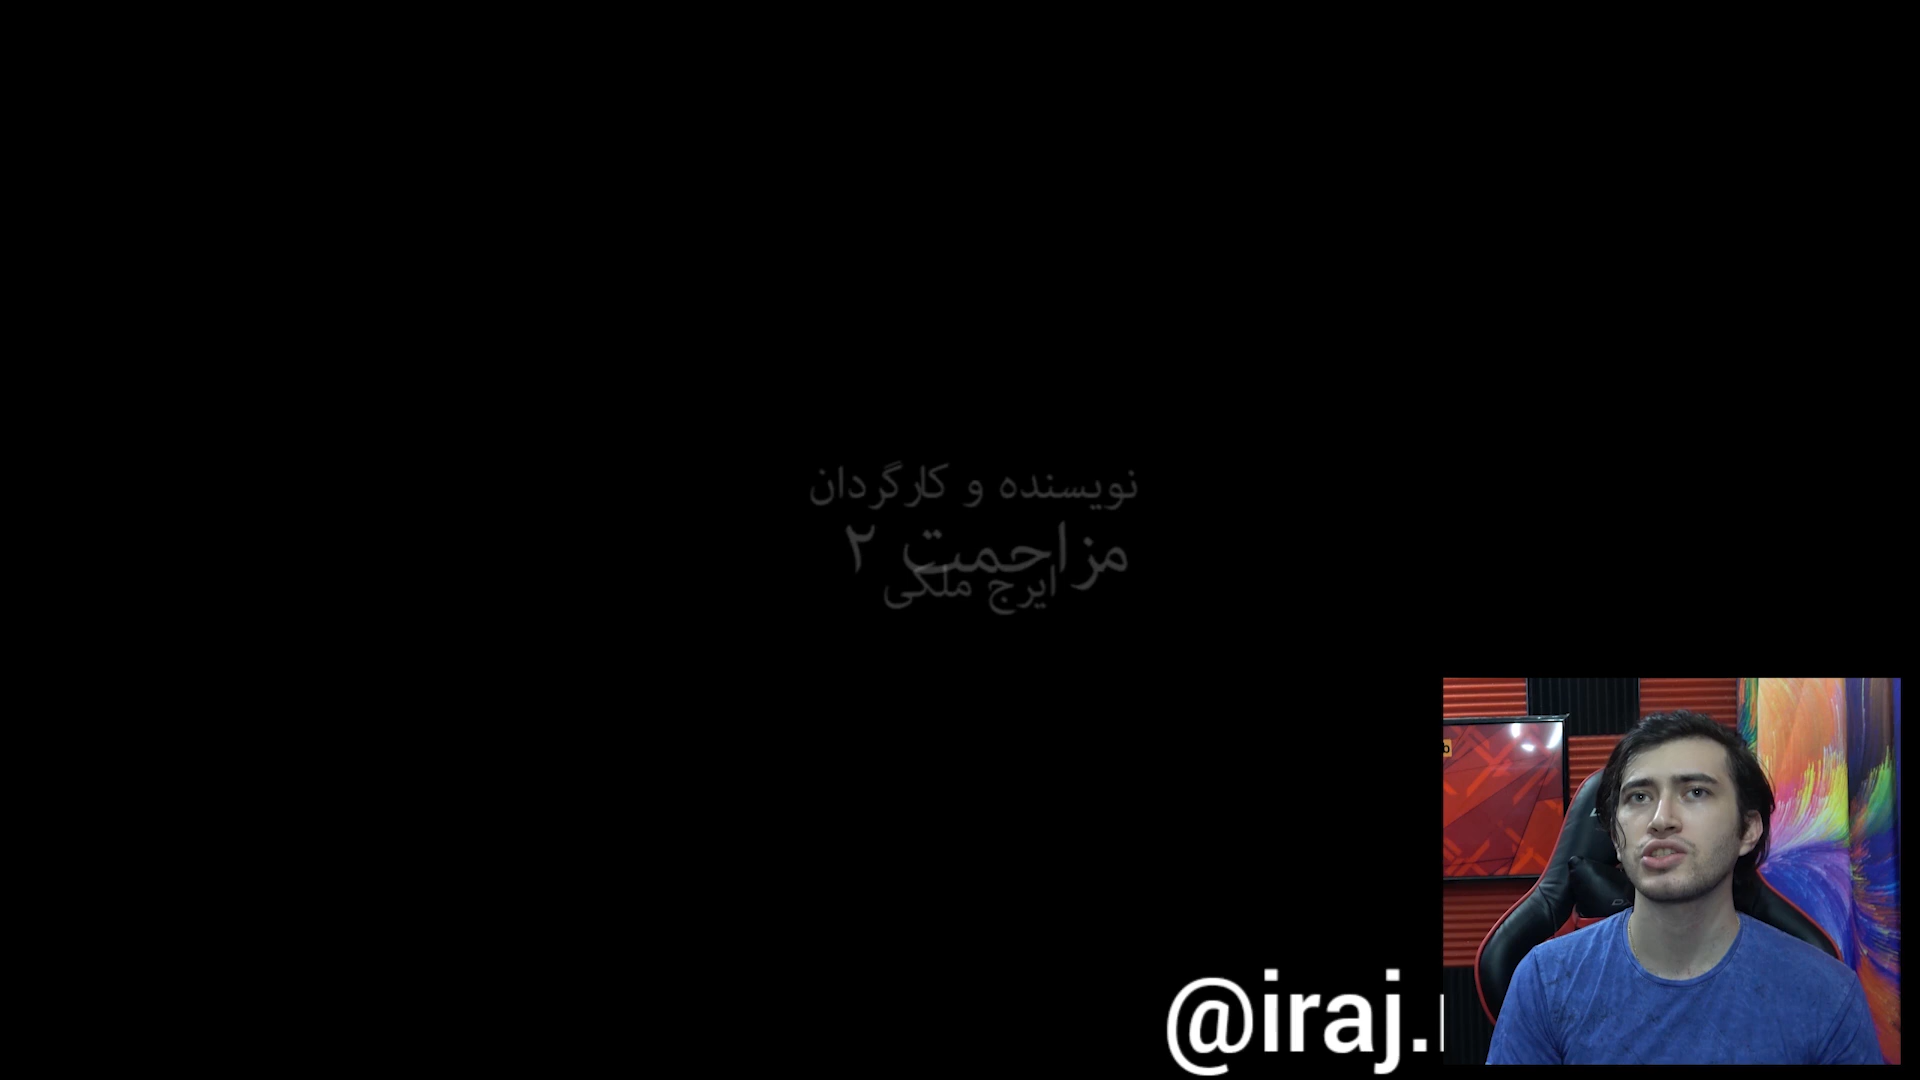 نویسنده و کارگردان
مزاحمت ۲
ایرج ملکی
@iraj.
b